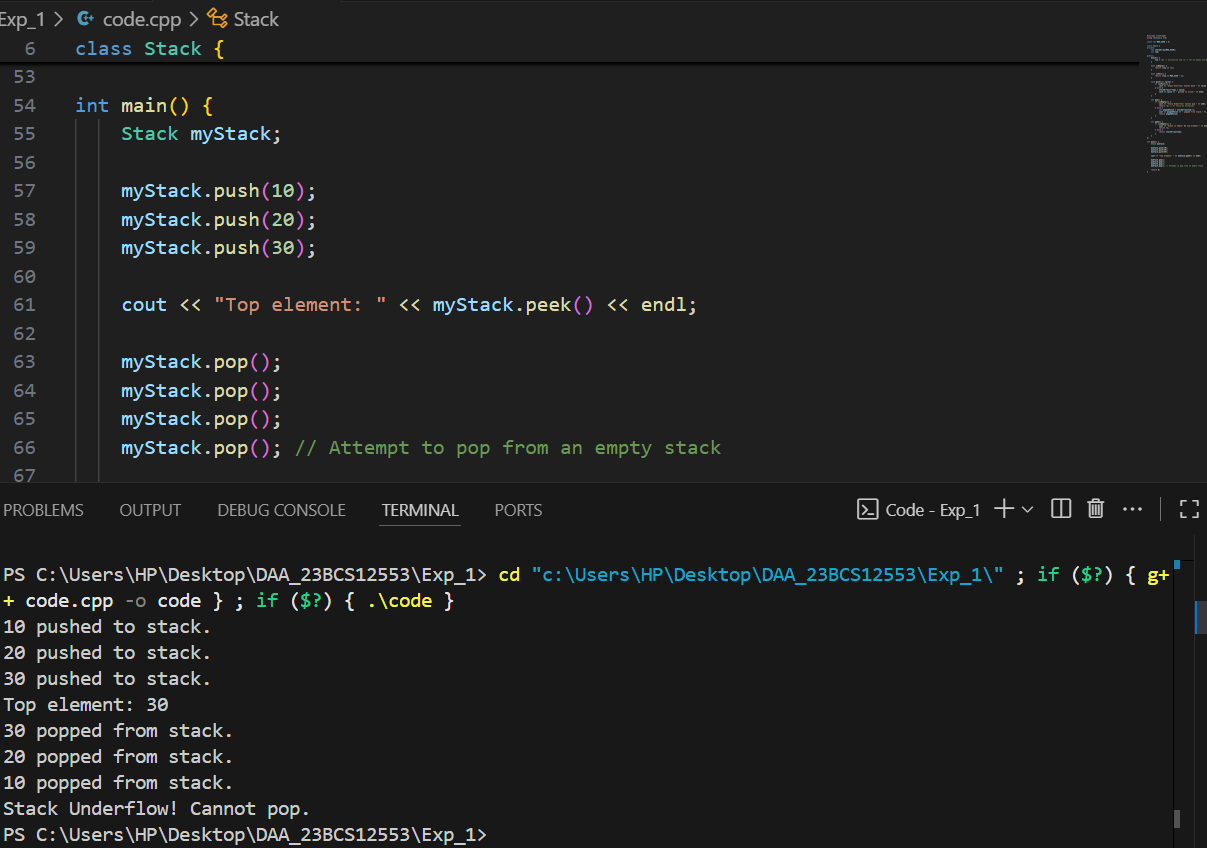 Exp_1 > code.cpp > Stack
6 class Stack {
53
54 int main() {
55 Stack myStack;
56
57 myStack.push(10);
58 myStack.push(20);
59 myStack.push(30);
60
61 cout << "Top element: " << myStack.peek() << endl;
62
63 myStack.pop();
64 myStack.pop();
65 myStack.pop();
66 myStack.pop(); // Attempt to pop from an empty stack
67
PROBLEMS OUTPUT DEBUG CONSOLE TERMINAL PORTS Code - Exp_1
PS C:\Users\HP\Desktop\DAA_23BCS12553\Exp_1> cd "c:\Users\HP\Desktop\DAA_23BCS12553\Exp_1\" ; if ($?) { g+
+ code.cpp -o code } ; if ($?) { .\code }
10 pushed to stack.
20 pushed to stack.
30 pushed to stack.
Top element: 30
30 popped from stack.
20 popped from stack.
10 popped from stack.
Stack Underflow! Cannot pop.
PS C:\Users\HP\Desktop\DAA_23BCS12553\Exp_1>